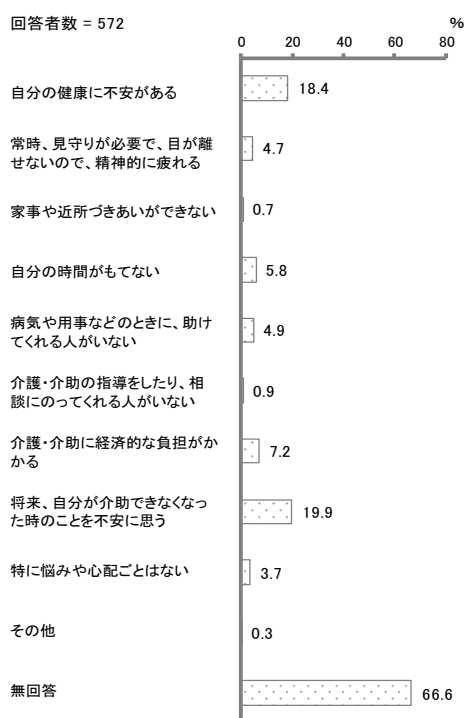 回答者数 = 572
%
0 20 40 60 80
自分の健康に不安がある 18.4
常時、見守りが必要で、目が離
せないので、精神的に疲れる 4.7
家事や近所づきあいができない 0.7
自分の時間がもてない 5.8
病気や用事などのときに、助け
てくれる人がいない 4.9
介護・介助の指導をしたり、相
談にのってくれる人がいない 0.9
介護・介助に経済的な負担がか
かる 7.2
将来、自分が介助できなくなっ
た時のことを不安に思う 19.9
特に悩みや心配ごとはない 3.7
その他 0.3
無回答 66.6